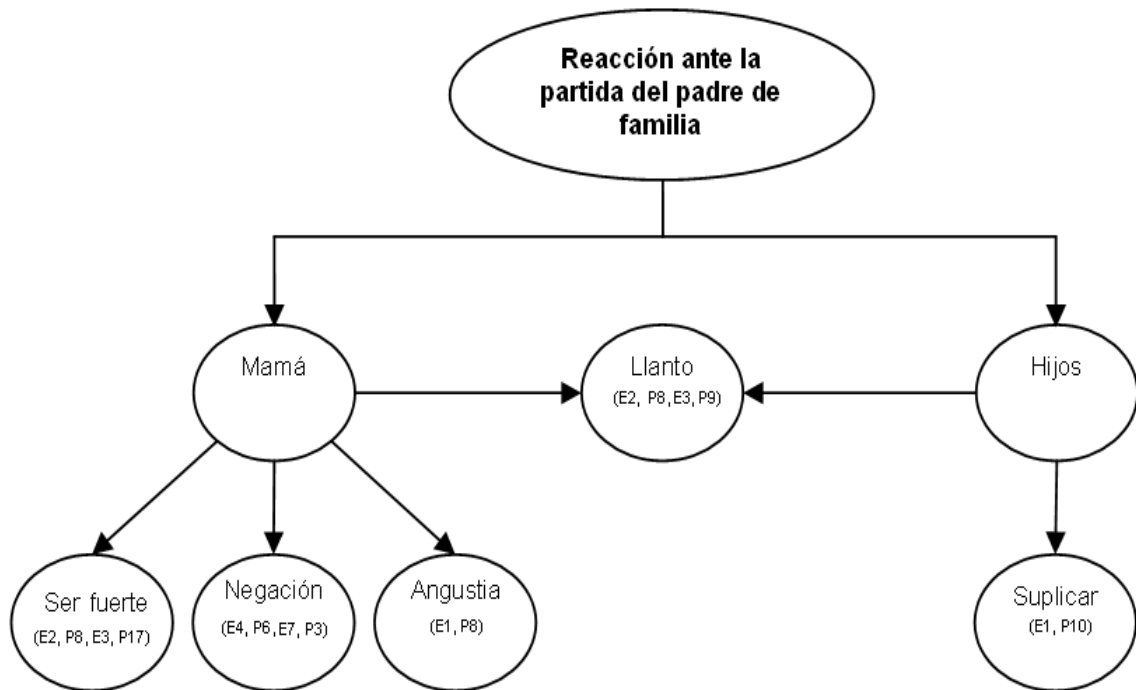 Reacción ante la
partida del padre de
familia
Mamá
Llanto
(E2, P8, E3, P9)
Hijos
Ser fuerte
(E2, P8, E3, P17)
Negación
(E4, P6, E7, P3)
Angustia
(E1, P8)
Suplicar
(E1, P10)